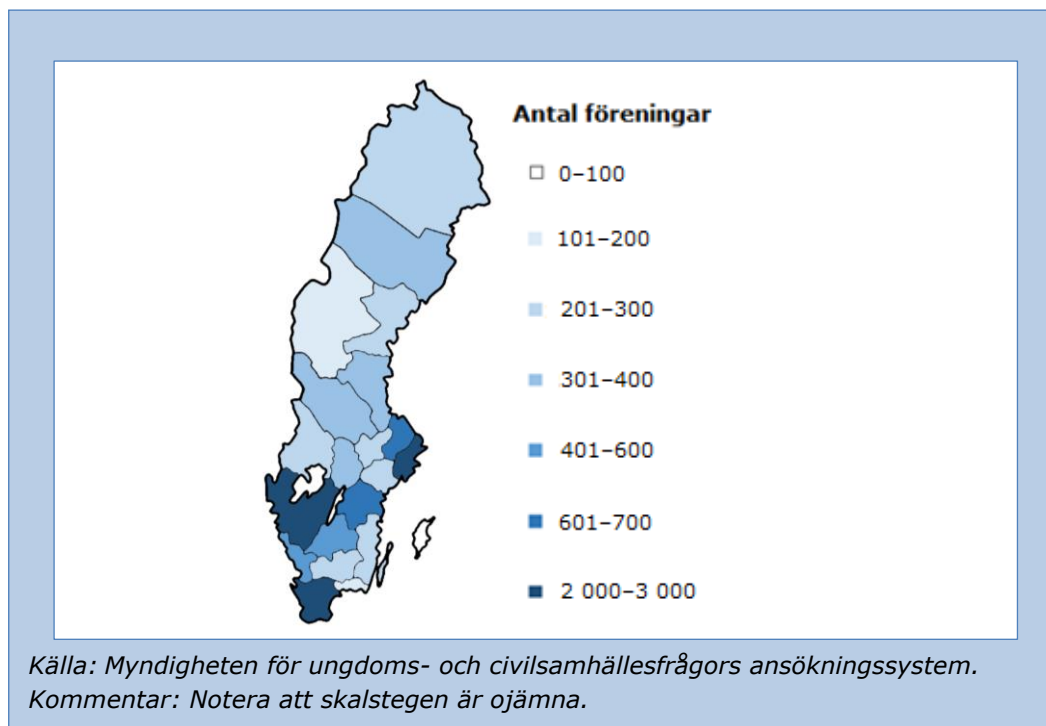 Antal föreningar
0–100
101–200
201–300
301–400
401–600
601–700
2 000–3 000
Källa: Myndigheten för ungdoms- och civilsamhällesfrågors ansökningssystem.
Kommentar: Notera att skalstegen är ojämna.